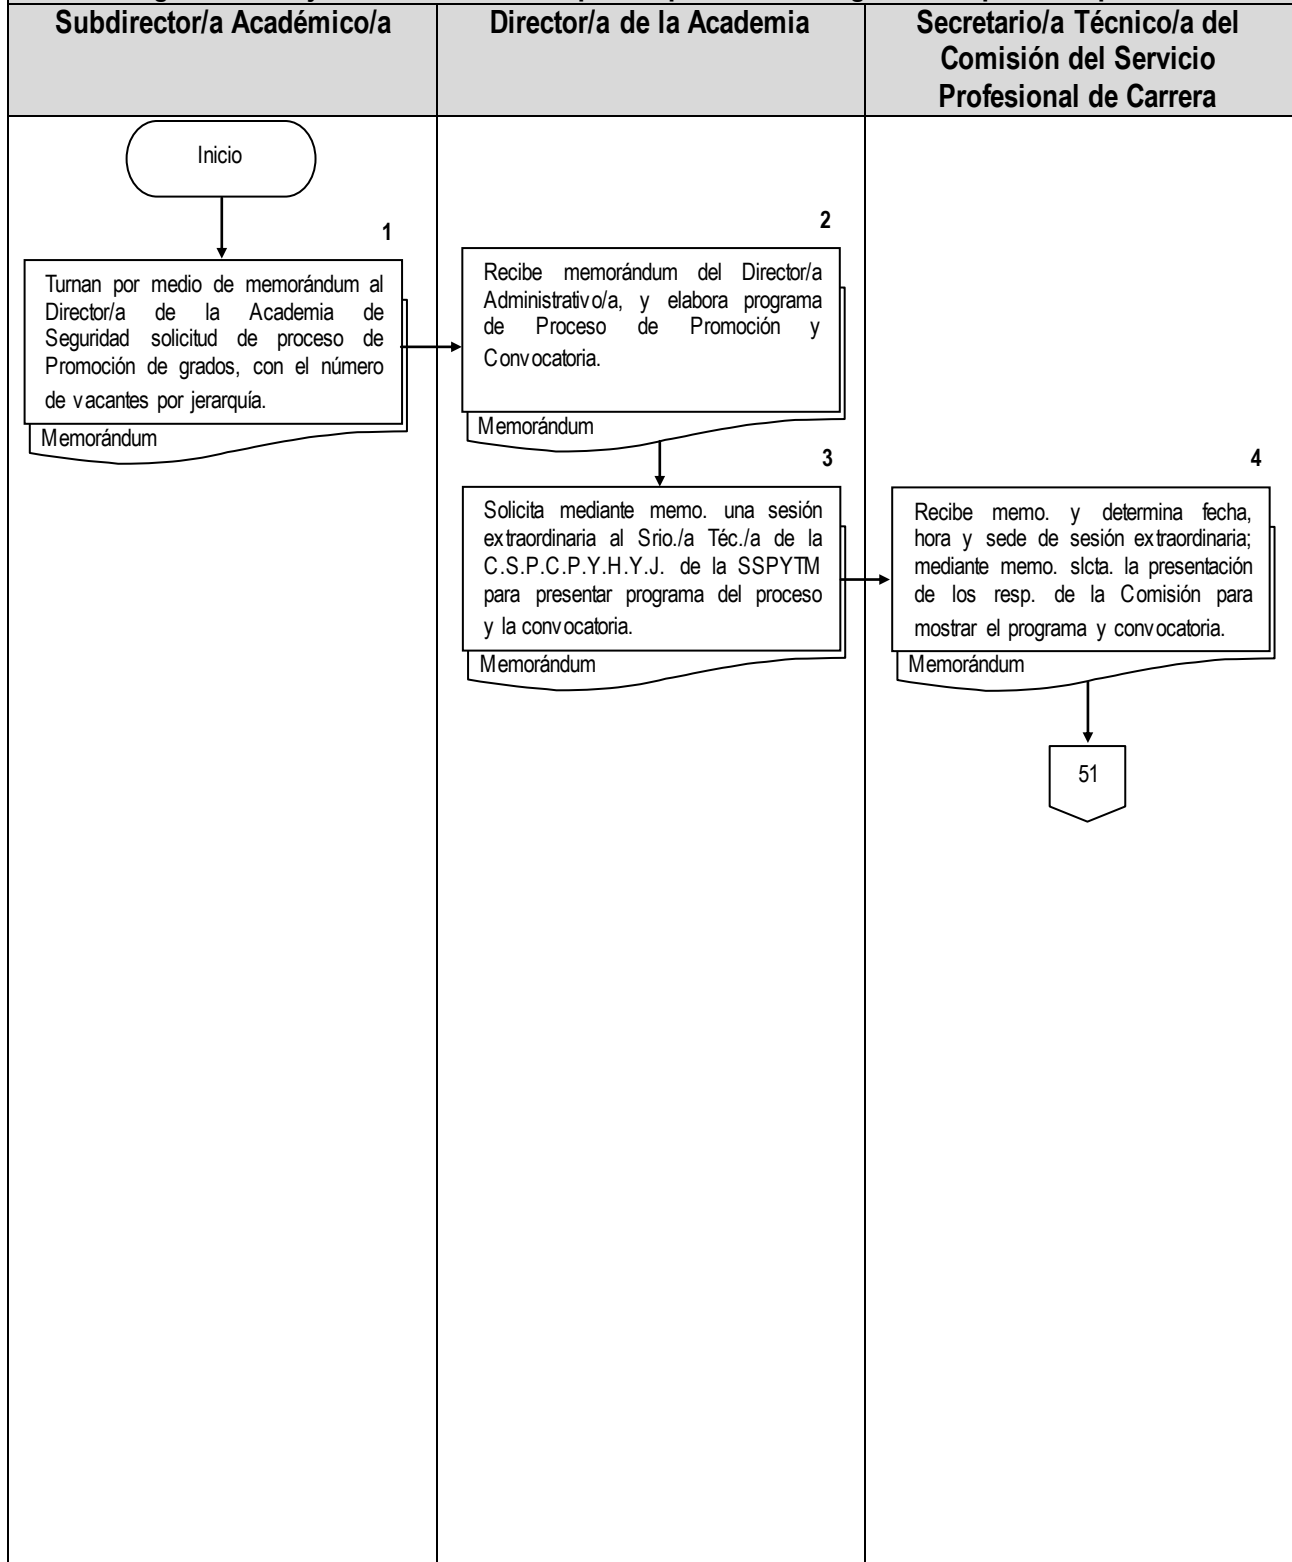 Subdirector/a Académico/a
Director/a de la Academia
Secretario/a Técnico/a del
Comisión del Servicio
Profesional de Carrera
Inicio
1
Turnan por medio de memorándum al
Director/a de la Academia de
Seguridad solicitud de proceso de
Promoción de grados, con el número
de vacantes por jerarquía.
Memorándum
2
Recibe memorándum del Director/a
Administrativo/a, y elabora programa
de Proceso de Promoción y
Convocatoria.
Memorándum
3
Solicita mediante memo. una sesión
extraordinaria al Srio./a Téc./a de la
C.S.P.C.P.Y.H.Y.J. de la SSPYTM
para presentar programa del proceso
y la convocatoria.
Memorándum
4
Recibe memo. y determina fecha,
hora y sede de sesión extraordinaria;
mediante memo. slcta. la presentación
de los resp. de la Comisión para
mostrar el programa y convocatoria.
Memorándum
51